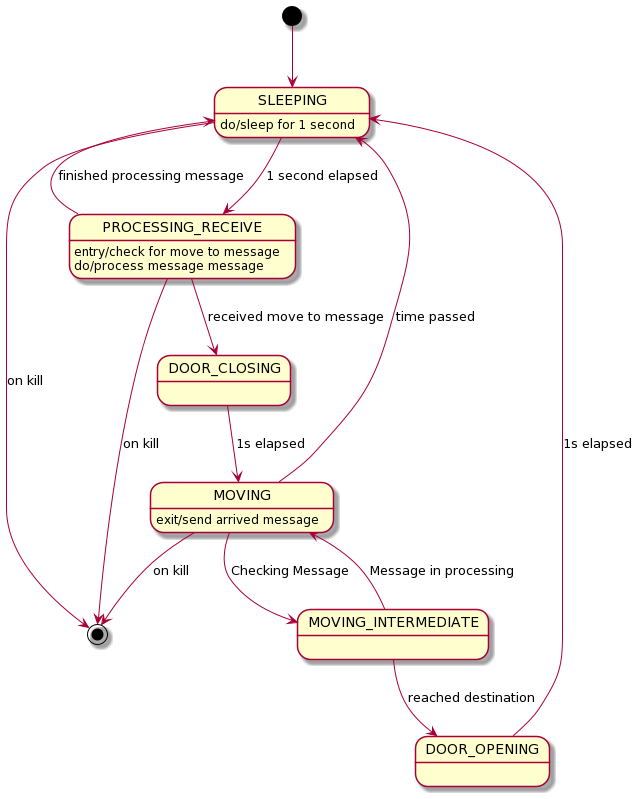 SLEEPING
do/sleep for 1 second
finished processing message
1 second elapsed
PROCESSING_RECEIVE
entry/check for move to message
do/process message message
received move to message
time passed
DOOR_CLOSING
on kill
on kill
1s elapsed
1s elapsed
MOVING
exit/send arrived message
on kill
Checking Message
Message in processing
MOVING_INTERMEDIATE
reached destination
DOOR_OPENING